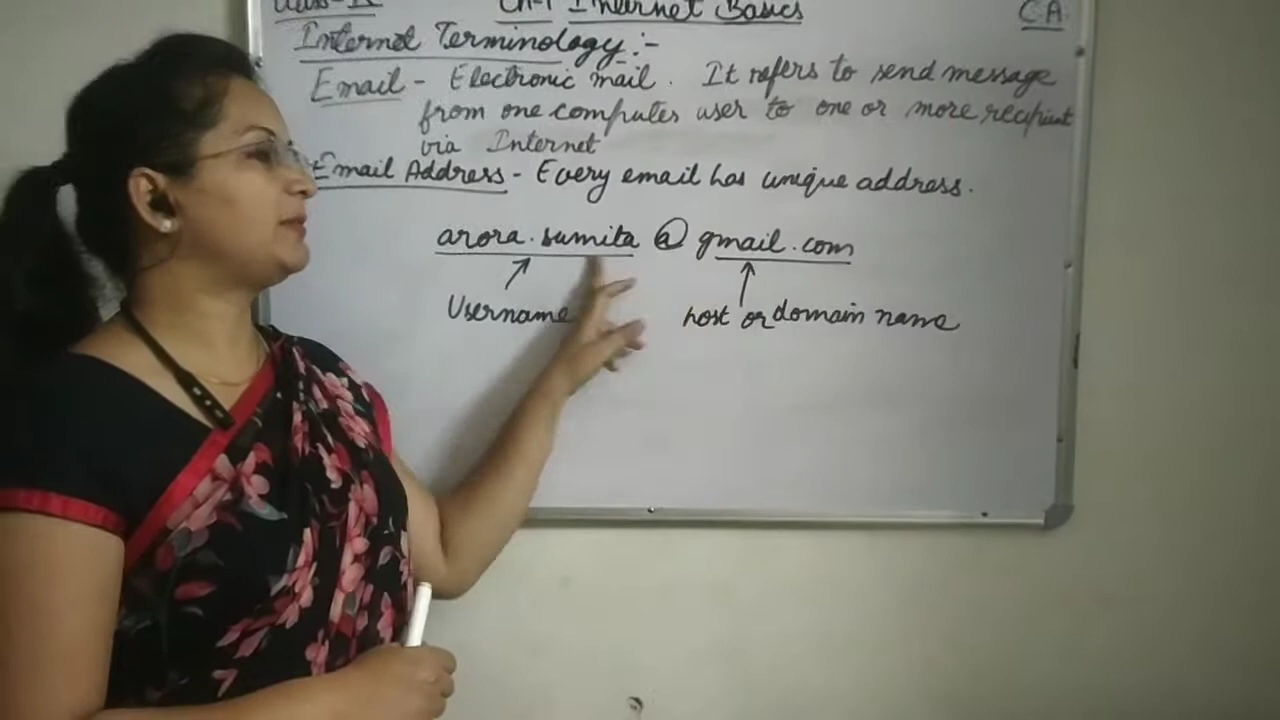 Class-IX Ch-1 Internet Basics CA
Internet Terminology:-
Email - Electronic mail. It refers to send message
from one computer user to one or more recipient
via Internet
Email Address - Every email has unique address.
arora.sumita @ gmail.com
Username host or domain name